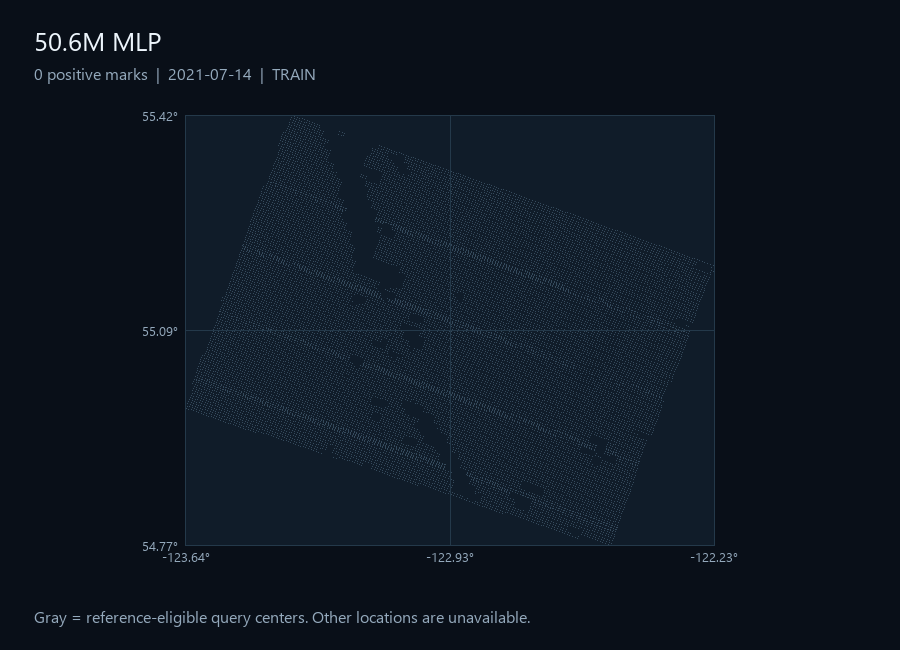 50.6M MLP
0 positive marks | 2021-07-14 | TRAIN
55.42°
55.09°
54.77°
-123.64°
-122.93°
-122.23°
Gray = reference-eligible query centers. Other locations are unavailable.